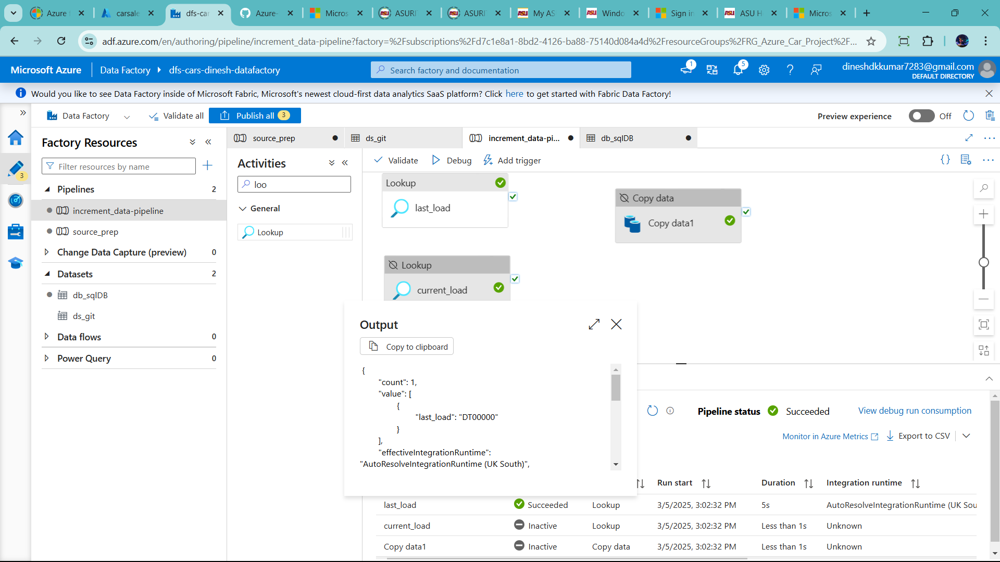 Azure
carsale
dfs-car
Azure-
Micros
ASURI
ASURI
My AS
Windo
Sign in
ASU H
Micros
adf.azure.com/en/authoring/pipeline/increment_data-pipeline?factory=%2Fsubscriptions%2Fd7c1e8a1-8bd2-4126-ba88-75140d084a4d%2FresourceGroups%2FRG_Azure_Car_Project%2F...
Microsoft Azure
Data Factory
dfs-cars-dinesh-datafactory
Search factory and documentation
1
5
dineshdkkumar7283@gmail.com
DEFAULT DIRECTORY
Would you like to see Data Factory inside of Microsoft Fabric, Microsoft's newest cloud-first data analytics SaaS platform? Click here to get started with Fabric Data Factory!
Data Factory
Validate all
Publish all 3
Preview experience
Off
3
Factory Resources
Filter resources by name
Pipelines 2
increment_data-pipeline
source_prep
Change Data Capture (preview) 0
Datasets 2
db_sqlDB
ds_git
Data flows 0
Power Query 0
source_prep
ds_git
increment_data-pi...
db_sqlDB
Activities
loo
General
Lookup
Validate
Debug
Add trigger
Lookup
last_load
Copy data
Copy data1
Lookup
current_load
Output
Copy to clipboard
{
"count": 1,
"value": [
{
"last_load": "DT00000"
}
],
"effectiveIntegrationRuntime":
"AutoResolveIntegrationRuntime (UK South)",
Pipeline status Succeeded
View debug run consumption
Monitor in Azure Metrics
Export to CSV
Run start Duration Integration runtime
last_load Succeeded Lookup 3/5/2025, 3:02:32 PM 5s AutoResolveIntegrationRuntime (UK Sou
current_load Inactive Lookup 3/5/2025, 3:02:32 PM Less than 1s Unknown
Copy data1 Inactive Copy data 3/5/2025, 3:02:32 PM Less than 1s Unknown